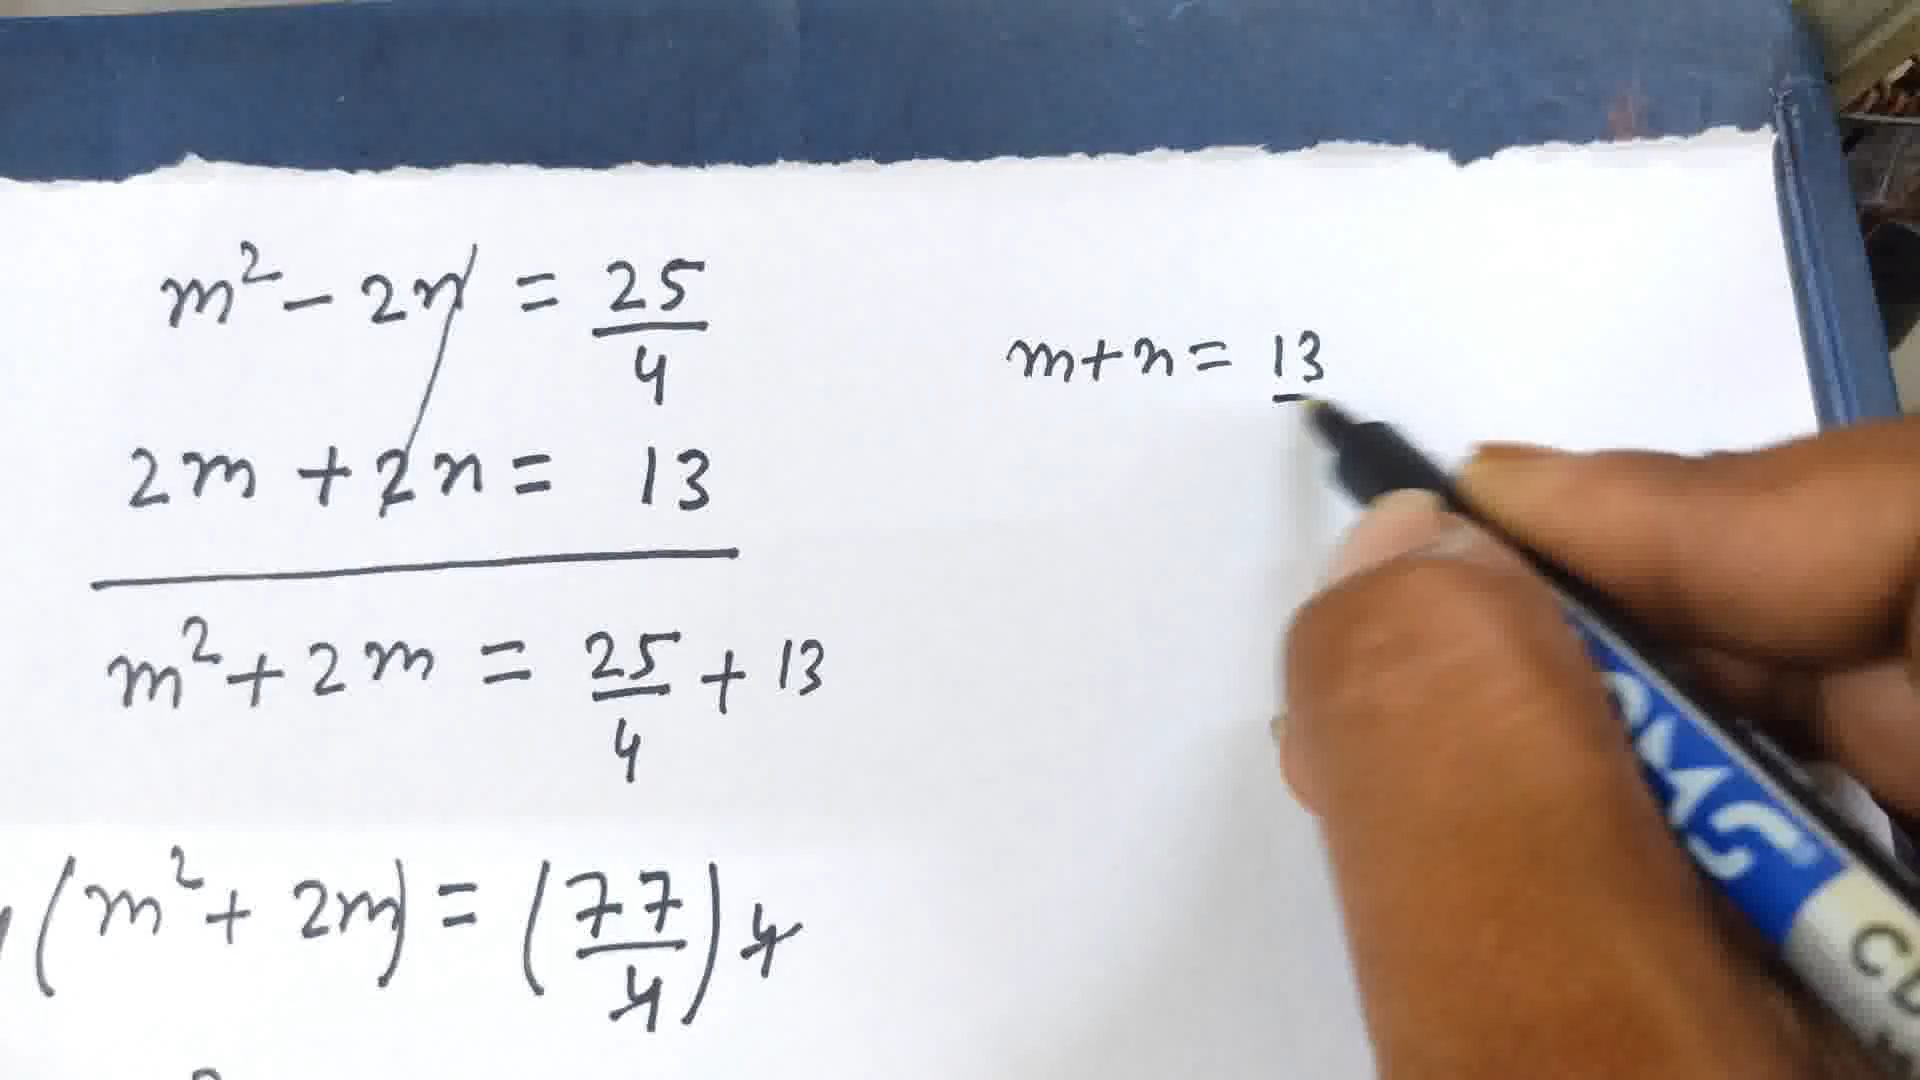 m² - 2n = 25/4
2m + 2n = 13
m² + 2m = 25/4 + 13
(m² + 2m) = (77/4) 4
m + n = 13